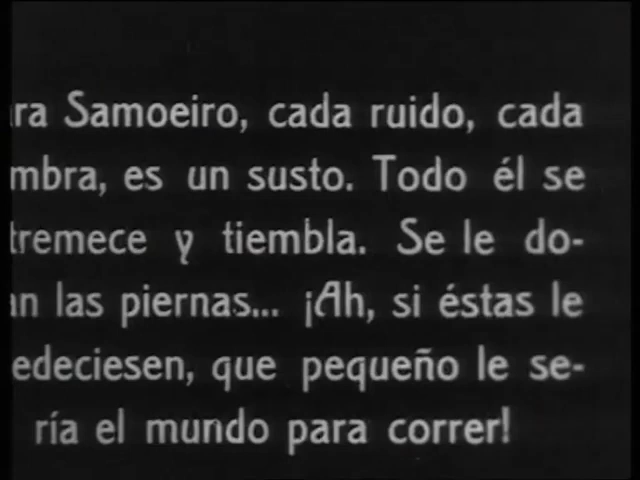 ra Samoeiro, cada ruido, cada
mbra, es un susto. Todo él se
tremece y tiembla. Se le do-
an las piernas... ¡Ah, si éstas le
edeciesen, que pequeño le se-
ría el mundo para correr!